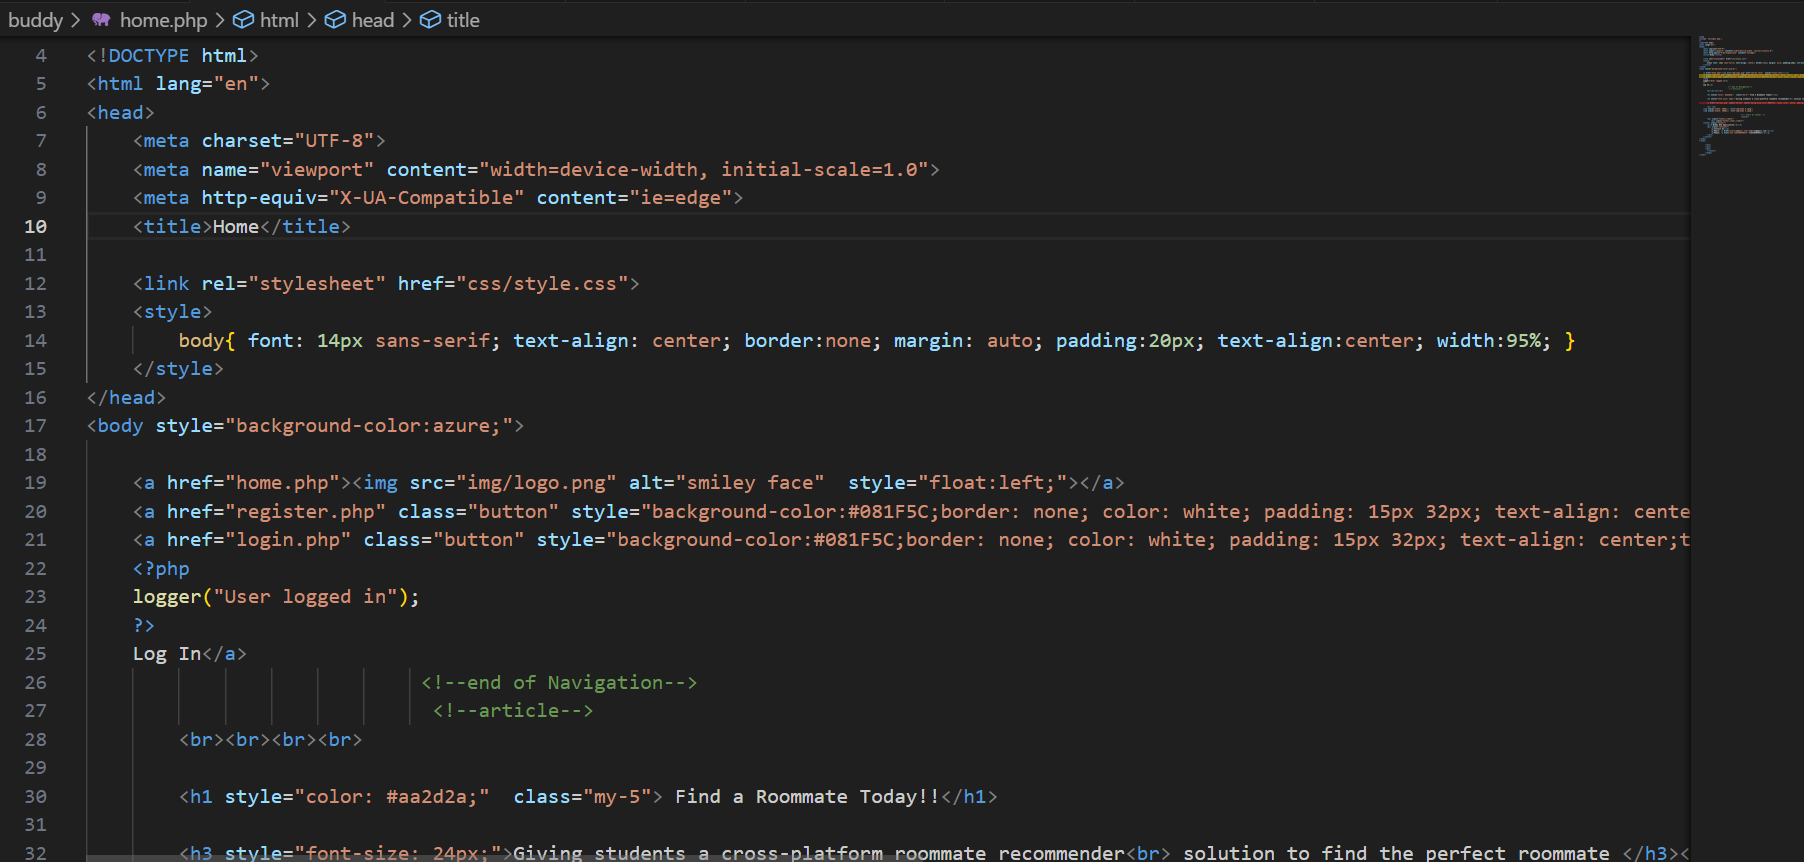 buddy > home.php > html > head > title
4 <!DOCTYPE html>
5 <html lang="en">
6 <head>
7 <meta charset="UTF-8">
8 <meta name="viewport" content="width=device-width, initial-scale=1.0">
9 <meta http-equiv="X-UA-Compatible" content="ie=edge">
10 <title>Home</title>
11
12 <link rel="stylesheet" href="css/style.css">
13 <style>
14 body{ font: 14px sans-serif; text-align: center; border:none; margin: auto; padding:20px; text-align:center; width:95%; }
15 </style>
16 </head>
17 <body style="background-color:azure;">
18
19 <a href="home.php"><img src="img/logo.png" alt="smiley face"  style="float:left;"></a>
20 <a href="register.php" class="button" style="background-color:#081F5C;border: none; color: white; padding: 15px 32px; text-align: cente
21 <a href="login.php" class="button" style="background-color:#081F5C;border: none; color: white; padding: 15px 32px; text-align: center;t
22 <?php
23 logger("User logged in");
24 ?>
25 Log In</a>
26 <!--end of Navigation-->
27 <!--article-->
28 <br><br><br><br>
29
30 <h1 style="color: #aa2d2a;"  class="my-5"> Find a Roommate Today!!</h1>
31
32 <h3 style="font-size: 24px;">Giving students a cross-platform roommate recommender<br> solution to find the perfect roommate </h3><